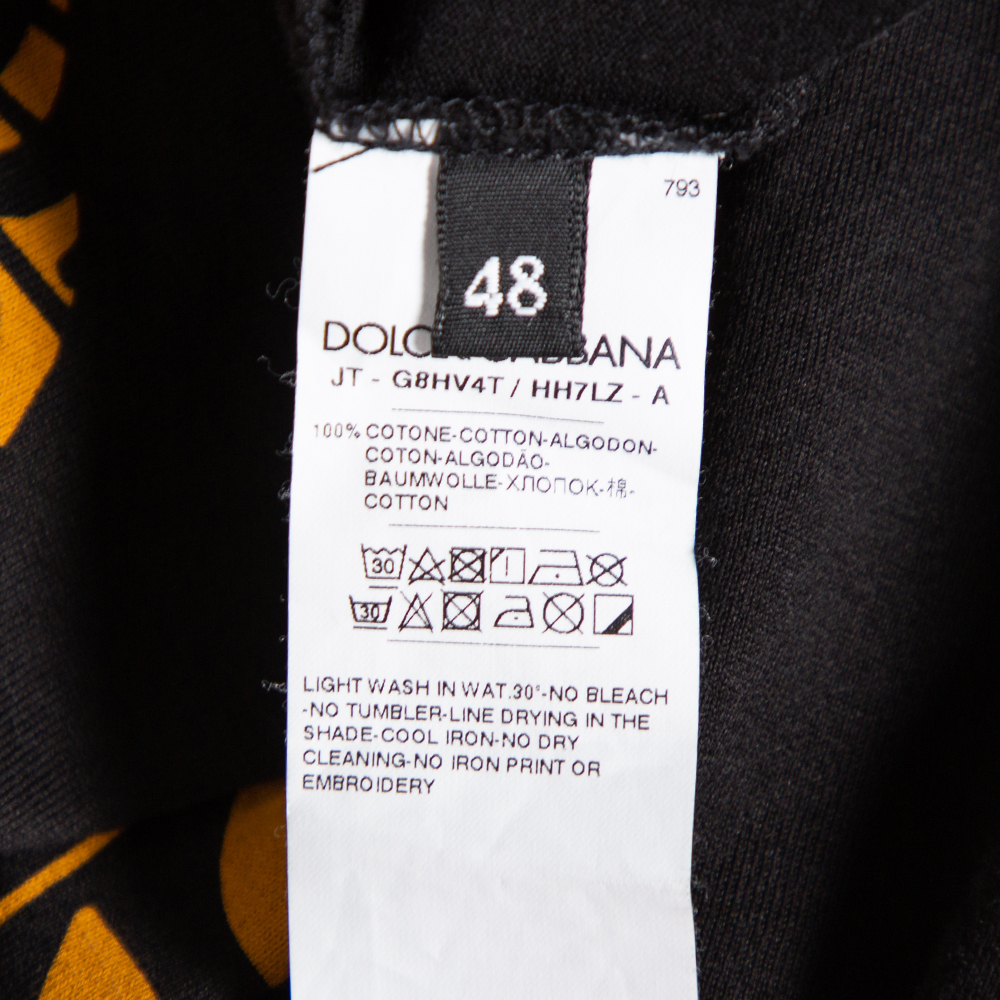 793
48
DOLCE & GABBANA
JT - G8HV4T / HH7LZ - A
100% COTONE-COTTON-ALGODON-
COTON-ALGODÃO-
BAUMWOLLE-ХЛОПОК-棉-
COTTON
30
30
LIGHT WASH IN WAT.30°-NO BLEACH
-NO TUMBLER-LINE DRYING IN THE
SHADE-COOL IRON-NO DRY
CLEANING-NO IRON PRINT OR
EMBROIDERY